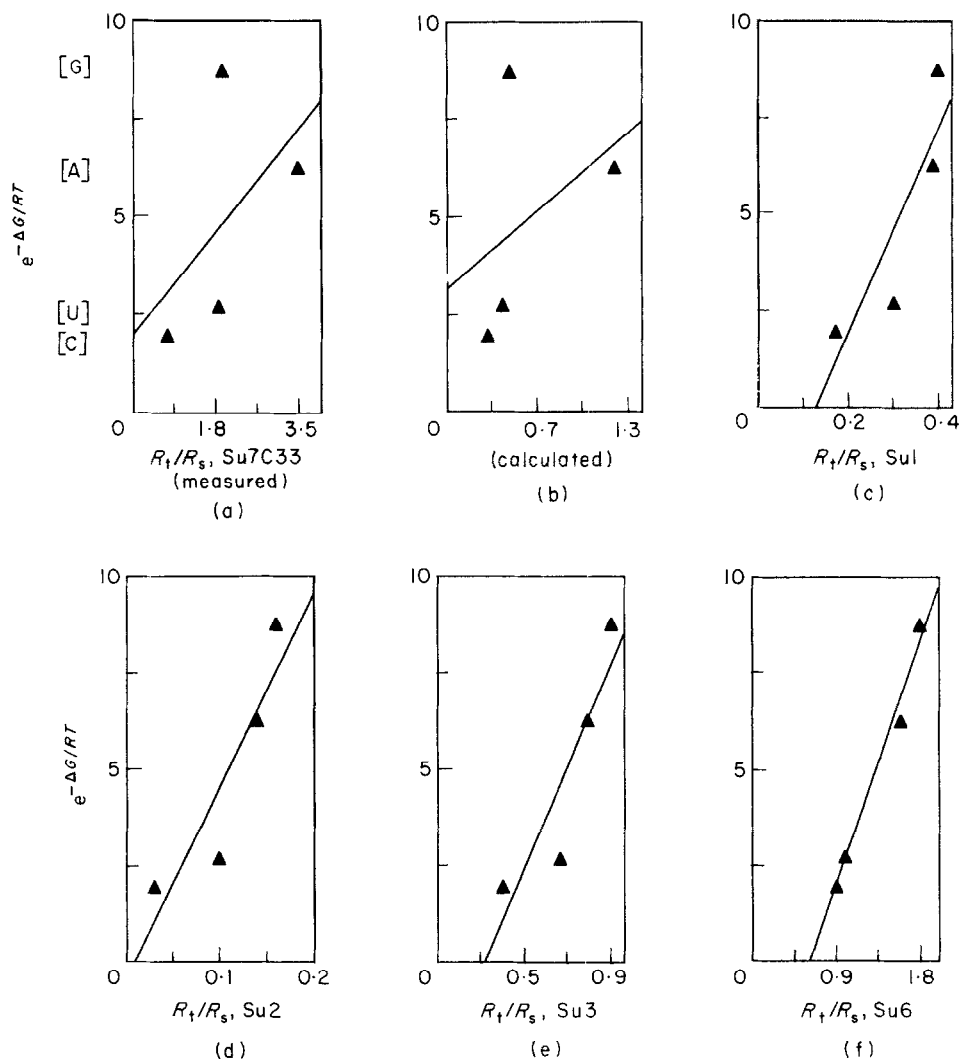 10 10 10
[G]
[A]
e^{-ΔG/RT}
5 5 5
[U]
[C]
0 1·8 3·5 0 0·7 1·3 0 0·2 0·4
R_t/R_s, Su7C33 (calculated) R_t/R_s, Su1
(measured)
(a) (b) (c)
10 10 10
e^{-ΔG/RT}
5 5 5
0 0·1 0·2 0 0·5 0·9 0 0·9 1·8
R_t/R_s, Su2 R_t/R_s, Su3 R_t/R_s, Su6
(d) (e) (f)